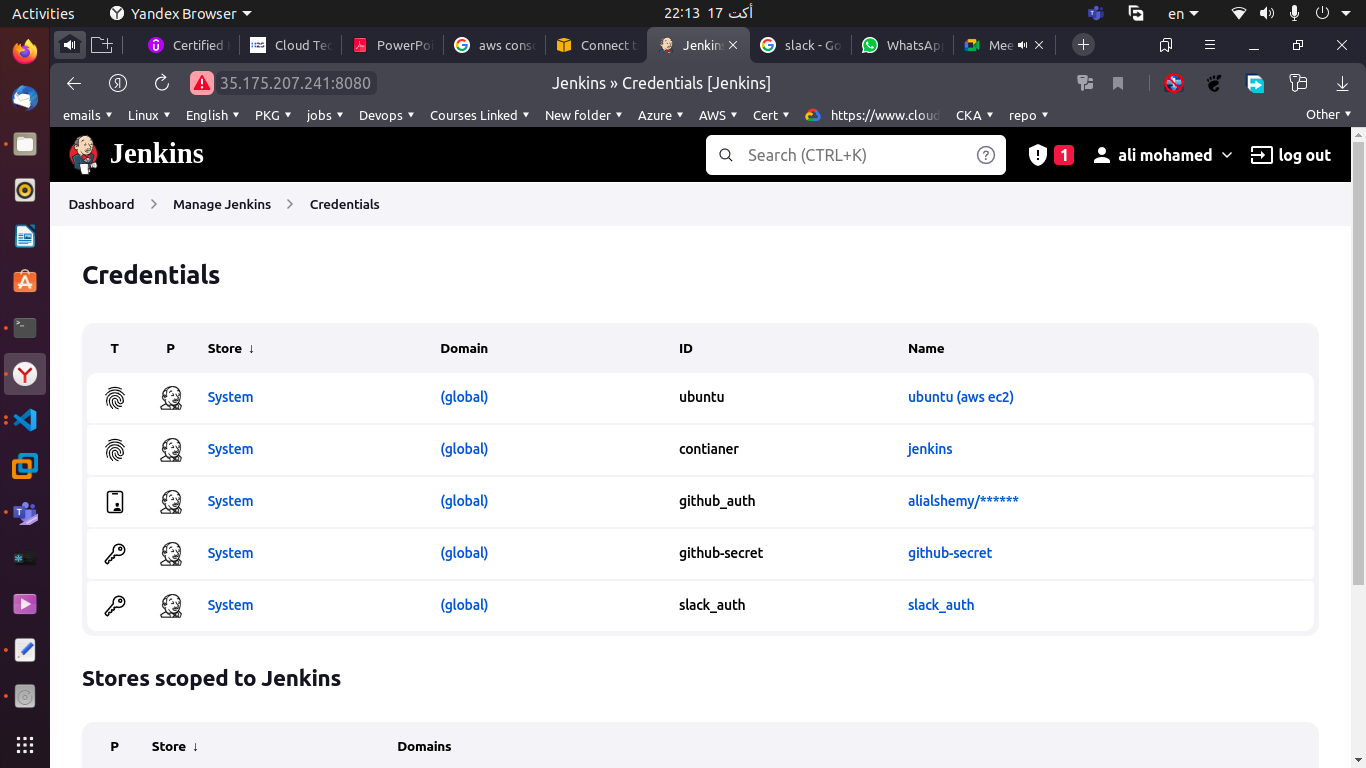 Activities
Yandex Browser
22:13 17 أكت
en
Certified
Cloud Tec
PowerPoi
aws cons
Connect t
Jenkins
slack - Go
WhatsApp
Mee
35.175.207.241:8080
Jenkins » Credentials [Jenkins]
emails
Linux
English
PKG
jobs
Devops
Courses Linked
New folder
Azure
AWS
Cert
https://www.cloud
CKA
repo
Other
Jenkins
Search (CTRL+K)
?
1
ali mohamed
log out
Dashboard
Manage Jenkins
Credentials
Credentials
T P Store ↓ Domain ID Name
System (global) ubuntu ubuntu (aws ec2)
System (global) contianer jenkins
System (global) github_auth alialshemy/******
System (global) github-secret github-secret
System (global) slack_auth slack_auth
Stores scoped to Jenkins
P Store ↓ Domains